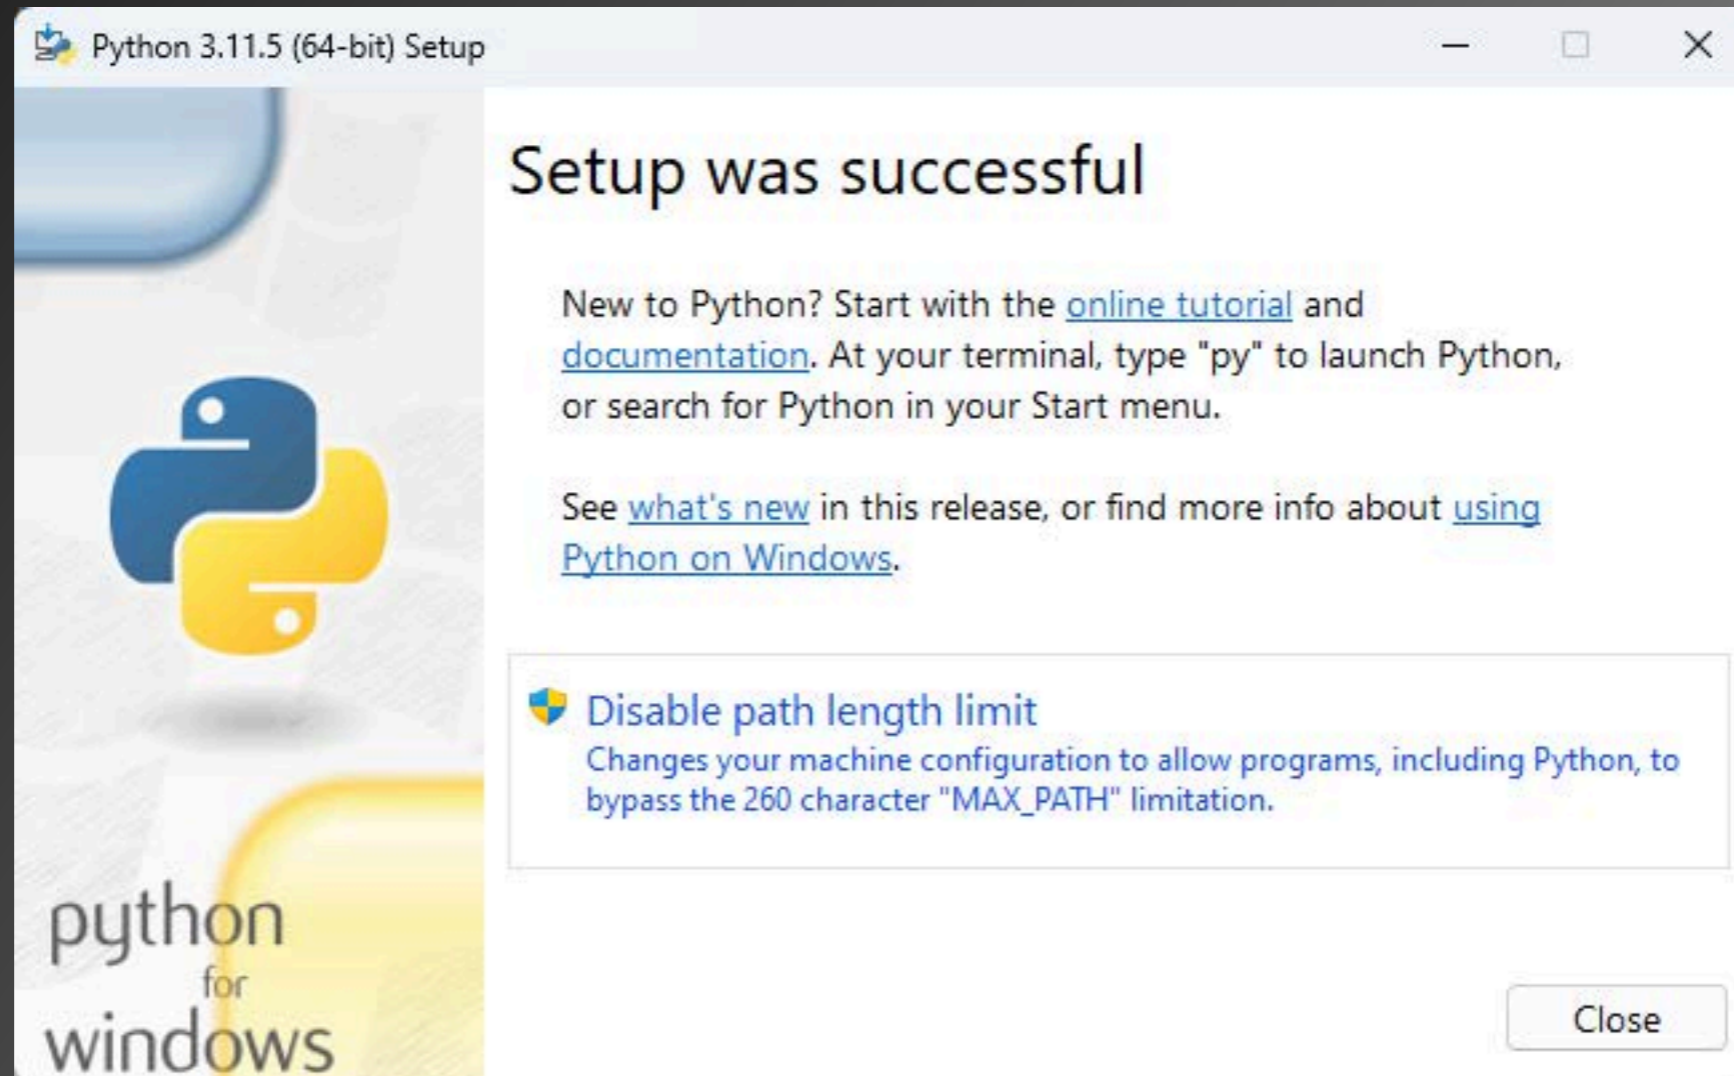 Python 3.11.5 (64-bit) Setup
Setup was successful
New to Python? Start with the online tutorial and
documentation. At your terminal, type "py" to launch Python,
or search for Python in your Start menu.
See what's new in this release, or find more info about using
Python on Windows.
Disable path length limit
Changes your machine configuration to allow programs, including Python, to
bypass the 260 character "MAX_PATH" limitation.
python
for
windows
Close